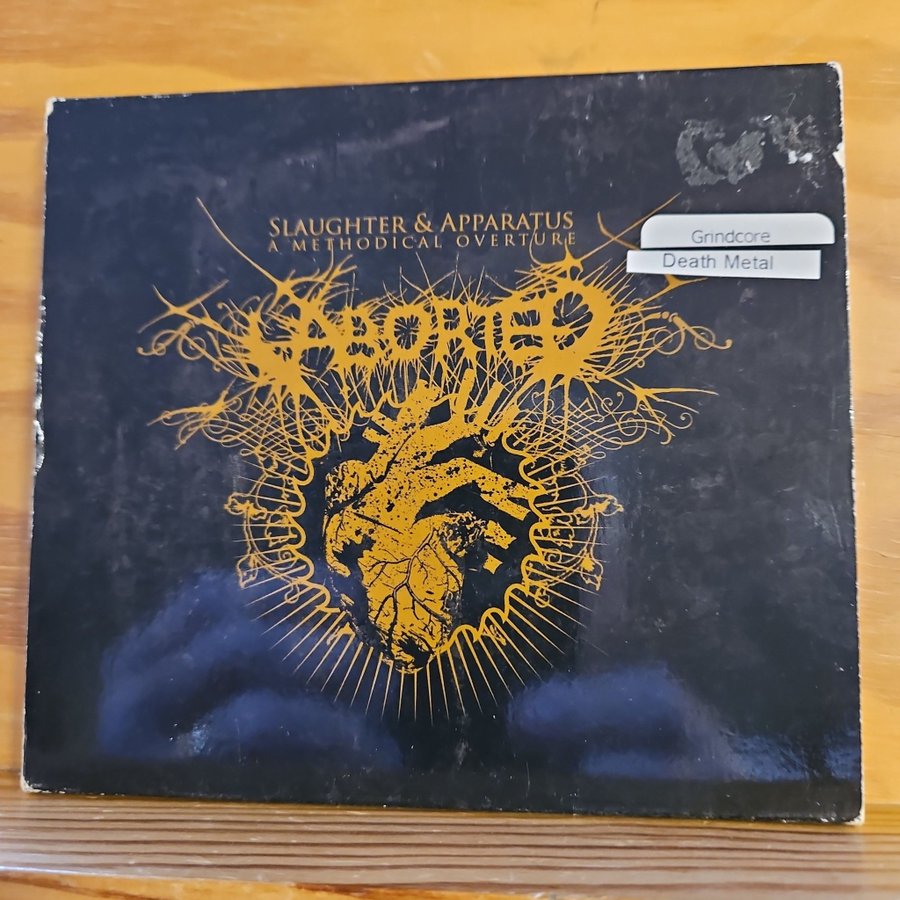 SLAUGHTER & APPARATUS
A METHODICAL OVERTURE
Grindcore
Death Metal
ABORTED